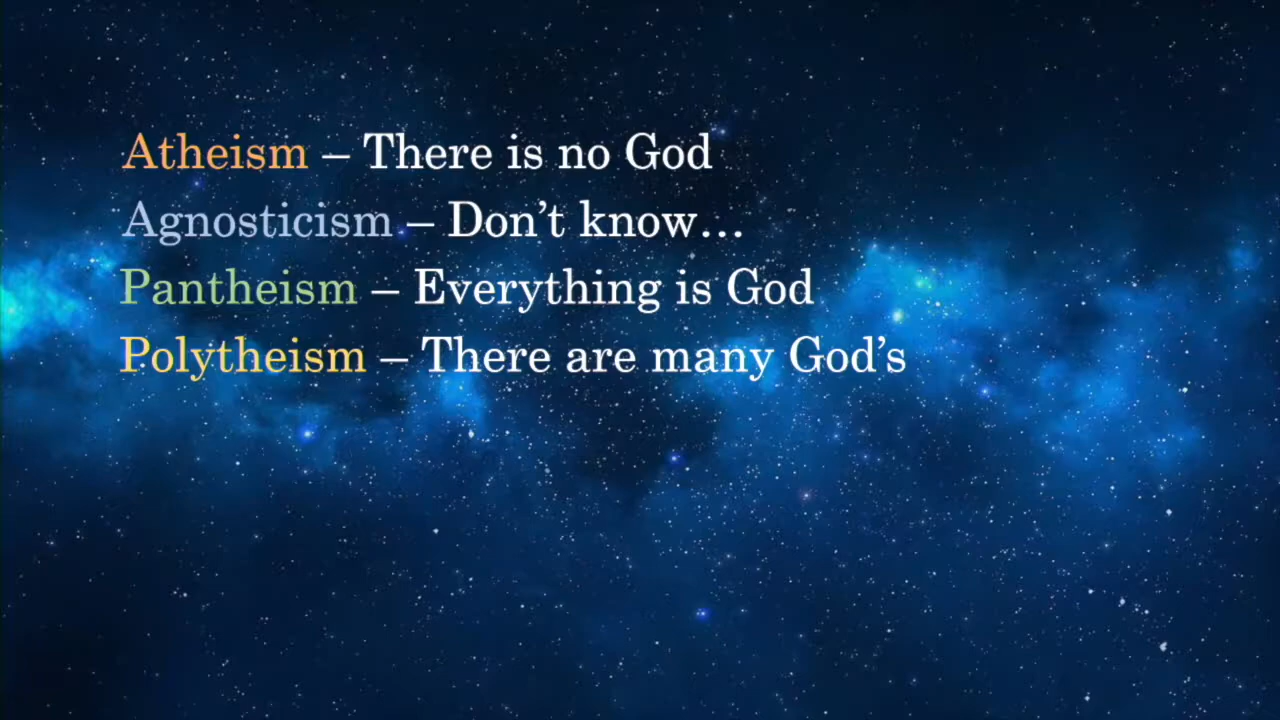 Atheism – There is no God
Agnosticism – Don’t know…
Pantheism – Everything is God
Polytheism – There are many God’s